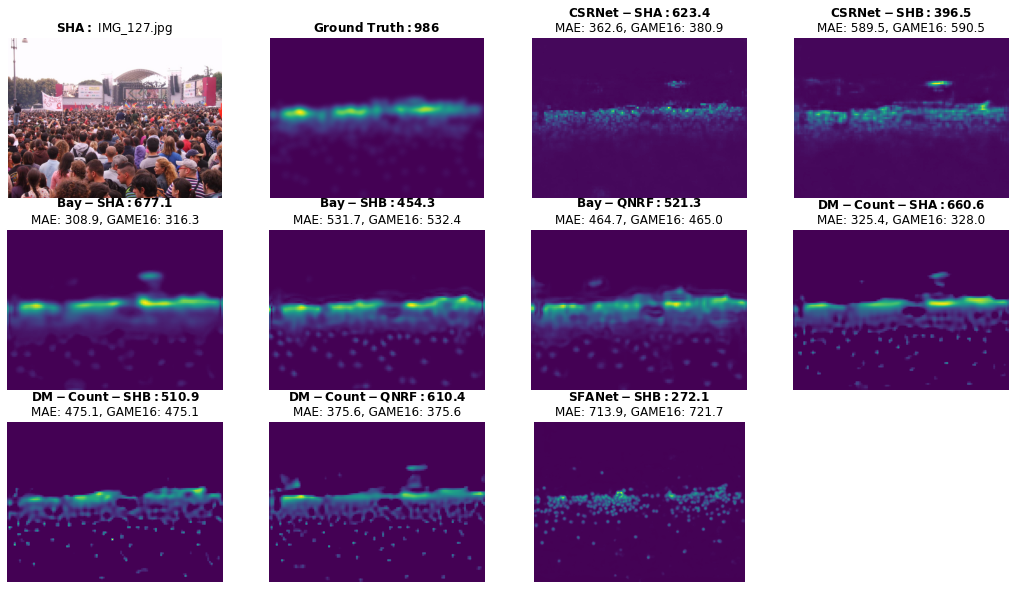 SHA: IMG_127.jpg
Ground Truth: 986
CSRNet − SHA: 623.4
MAE: 362.6, GAME16: 380.9
CSRNet − SHB: 396.5
MAE: 589.5, GAME16: 590.5
Bay − SHA: 677.1
MAE: 308.9, GAME16: 316.3
Bay − SHB: 454.3
MAE: 531.7, GAME16: 532.4
Bay − QNRF: 521.3
MAE: 464.7, GAME16: 465.0
DM − Count − SHA: 660.6
MAE: 325.4, GAME16: 328.0
DM − Count − SHB: 510.9
MAE: 475.1, GAME16: 475.1
DM − Count − QNRF: 610.4
MAE: 375.6, GAME16: 375.6
SFANet − SHB: 272.1
MAE: 713.9, GAME16: 721.7